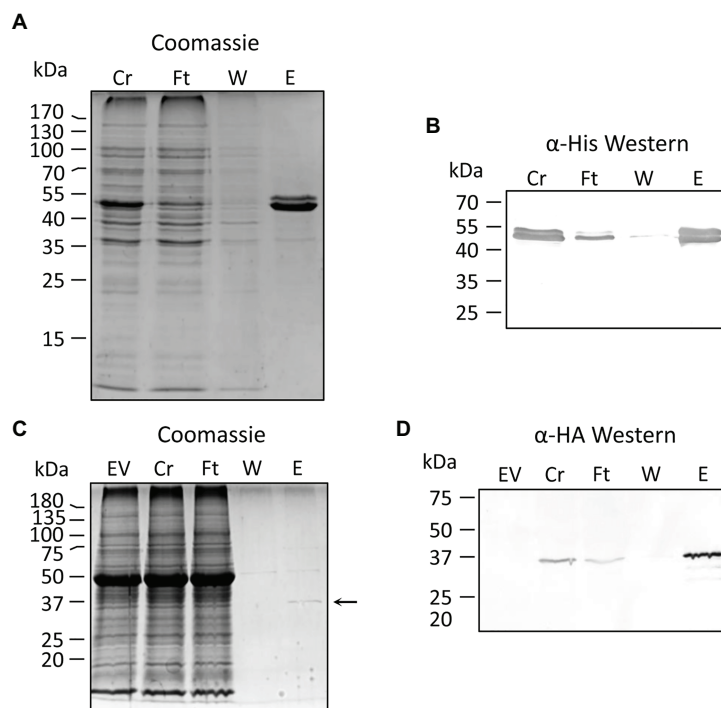 A
Coomassie
kDa
Cr Ft W E
170
130
100
70
55
40
35
25
15
B
α-His Western
kDa
Cr Ft W E
70
55
40
35
25
C
Coomassie
kDa
EV Cr Ft W E
180
135
100
75
50
37
25
20
D
α-HA Western
kDa
EV Cr Ft W E
75
50
37
25
20